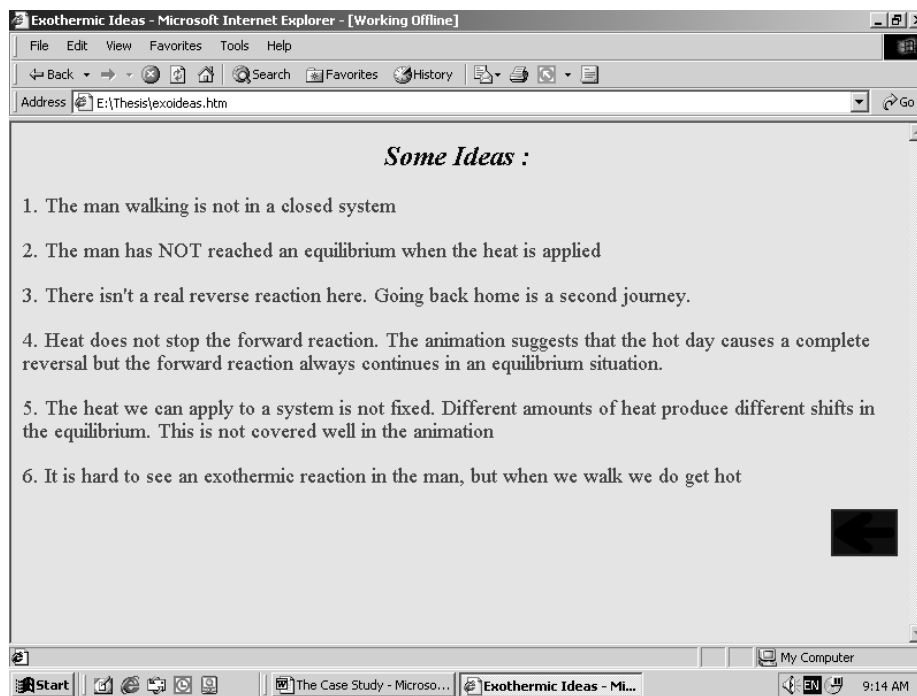 Exothermic Ideas - Microsoft Internet Explorer - [Working Offline]
File Edit View Favorites Tools Help
Back Search Favorites History
Address E:\Thesis\exoideas.htm Go
Some Ideas :
1. The man walking is not in a closed system
2. The man has NOT reached an equilibrium when the heat is applied
3. There isn't a real reverse reaction here. Going back home is a second journey.
4. Heat does not stop the forward reaction. The animation suggests that the hot day causes a complete
reversal but the forward reaction always continues in an equilibrium situation.
5. The heat we can apply to a system is not fixed. Different amounts of heat produce different shifts in
the equilibrium. This is not covered well in the animation
6. It is hard to see an exothermic reaction in the man, but when we walk we do get hot
My Computer
Start The Case Study - Microso... Exothermic Ideas - Mi... EN 9:14 AM